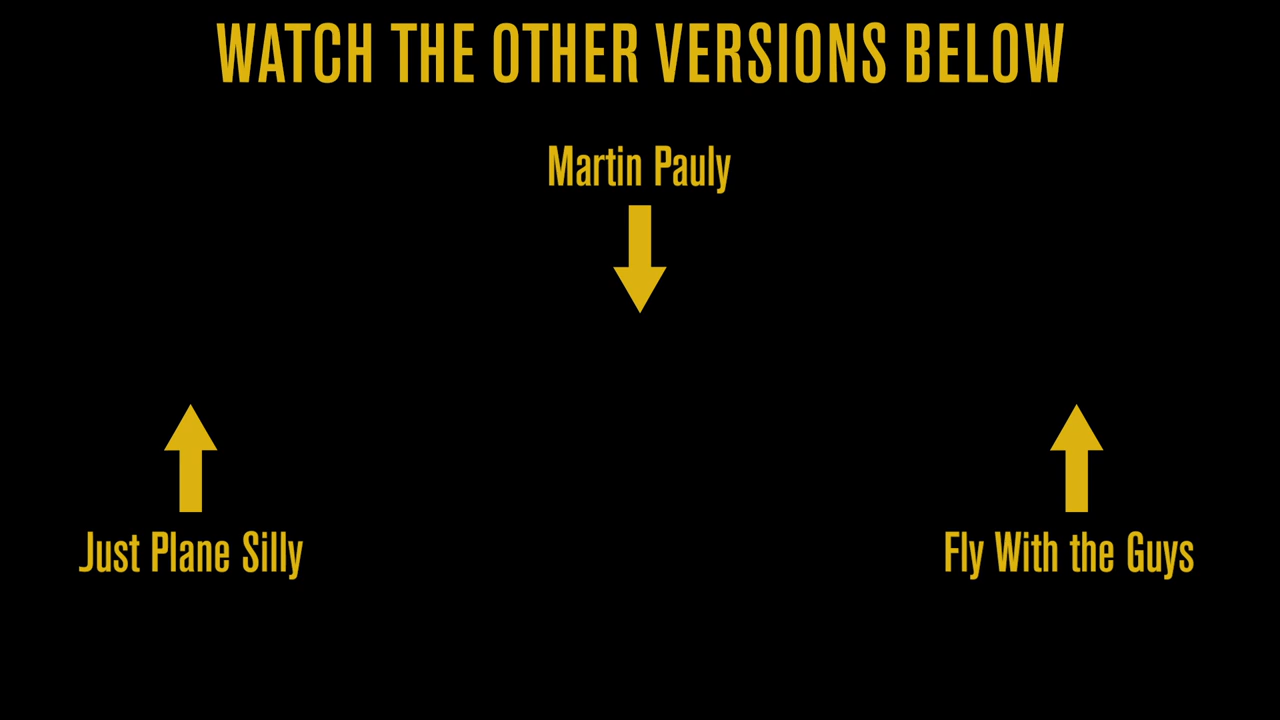 WATCH THE OTHER VERSIONS BELOW
Martin Pauly
Just Plane Silly
Fly With the Guys